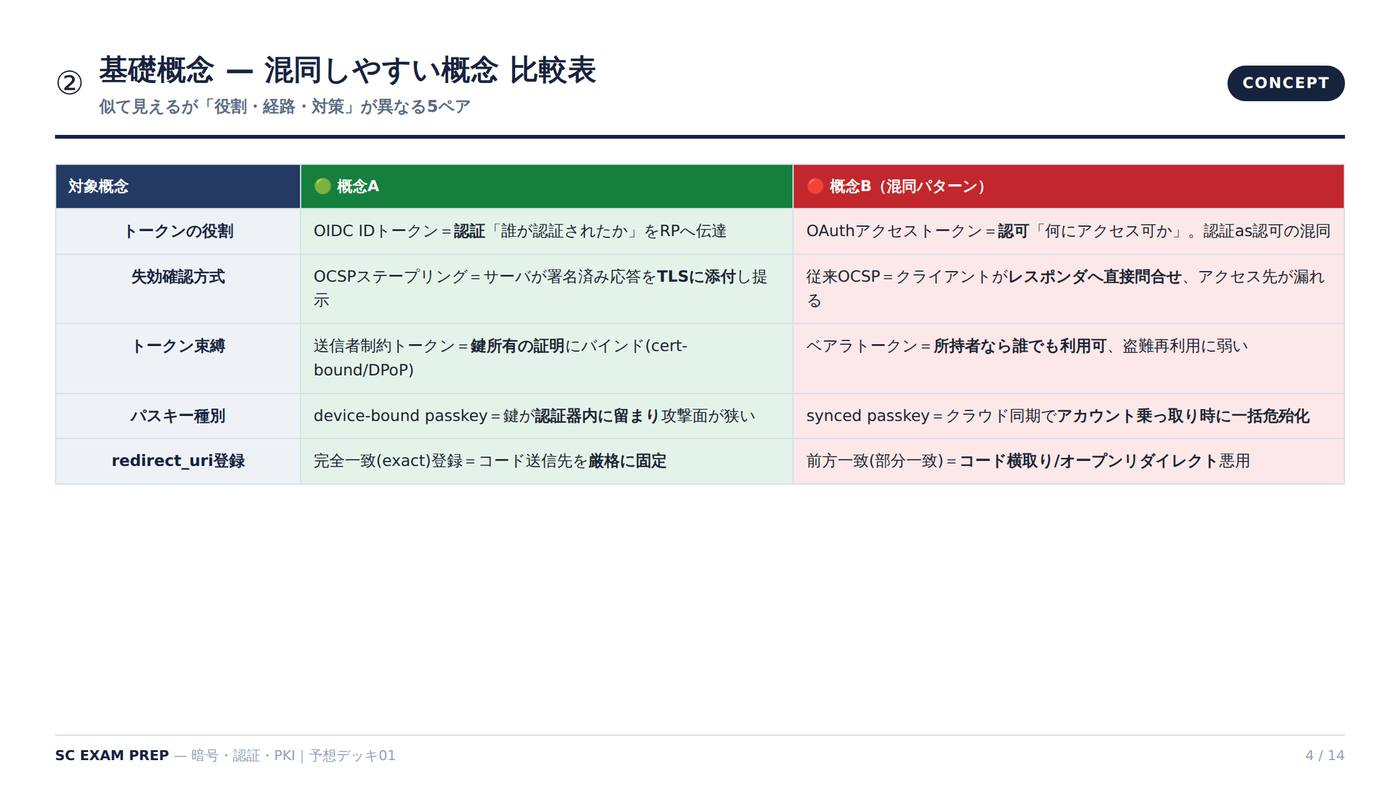 ②
基礎概念 — 混同しやすい概念 比較表
似て見えるが「役割・経路・対策」が異なる5ペア
CONCEPT
対象概念
🟢 概念A
🔴 概念B（混同パターン）
トークンの役割
OIDC IDトークン＝認証「誰が認証されたか」をRPへ伝達
OAuthアクセストークン＝認可「何にアクセス可か」。認証as認可の混同
失効確認方式
OCSPステープリング＝サーバが署名済み応答をTLSに添付し提
示
従来OCSP＝クライアントがレスポンダへ直接問合せ、アクセス先が漏れ
る
トークン束縛
送信者制約トークン＝鍵所有の証明にバインド(cert-
bound/DPoP)
ベアラトークン＝所持者なら誰でも利用可、盗難再利用に弱い
パスキー種別
device-bound passkey＝鍵が認証器内に留まり攻撃面が狭い
synced passkey＝クラウド同期でアカウント乗っ取り時に一括危殆化
redirect_uri登録
完全一致(exact)登録＝コード送信先を厳格に固定
前方一致(部分一致)＝コード横取り/オープンリダイレクト悪用
SC EXAM PREP — 暗号・認証・PKI｜予想デッキ01
4 / 14